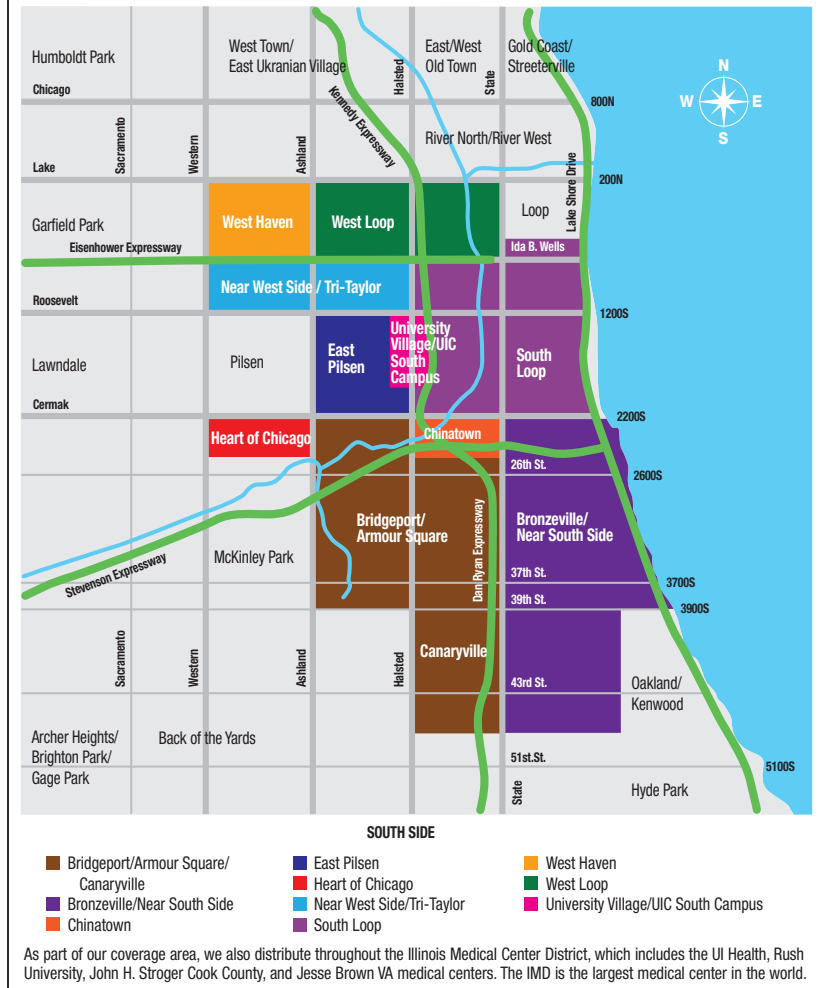 Humboldt Park
West Town/
East Ukranian Village
East/West
Old Town
Gold Coast/
Streeterville
Chicago
Halsted
State
800N
N
W
E
S
Kennedy Expressway
Sacramento
Western
Ashland
River North/River West
Lake
200N
Lake Shore Drive
Garfield Park
West Haven
West Loop
Loop
Eisenhower Expressway
Ida B. Wells
Near West Side / Tri-Taylor
Roosevelt
1200S
Lawndale
Pilsen
East
Pilsen
University
Village/UIC
South
Campus
South
Loop
Cermak
2200S
Heart of Chicago
Chinatown
26th St.
2600S
Bridgeport/
Armour Square
Bronzeville/
Near South Side
Dan Ryan Expressway
McKinley Park
Stevenson Expressway
37th St.
3700S
39th St.
3900S
Sacramento
Western
Ashland
Halsted
Canaryville
43rd St.
Oakland/
Kenwood
Archer Heights/
Brighton Park/
Gage Park
Back of the Yards
51st.St.
5100S
State
Hyde Park
SOUTH SIDE
Bridgeport/Armour Square/
Canaryville
Bronzeville/Near South Side
Chinatown
East Pilsen
Heart of Chicago
Near West Side/Tri-Taylor
South Loop
West Haven
West Loop
University Village/UIC South Campus
As part of our coverage area, we also distribute throughout the Illinois Medical Center District, which includes the UI Health, Rush
University, John H. Stroger Cook County, and Jesse Brown VA medical centers. The IMD is the largest medical center in the world.